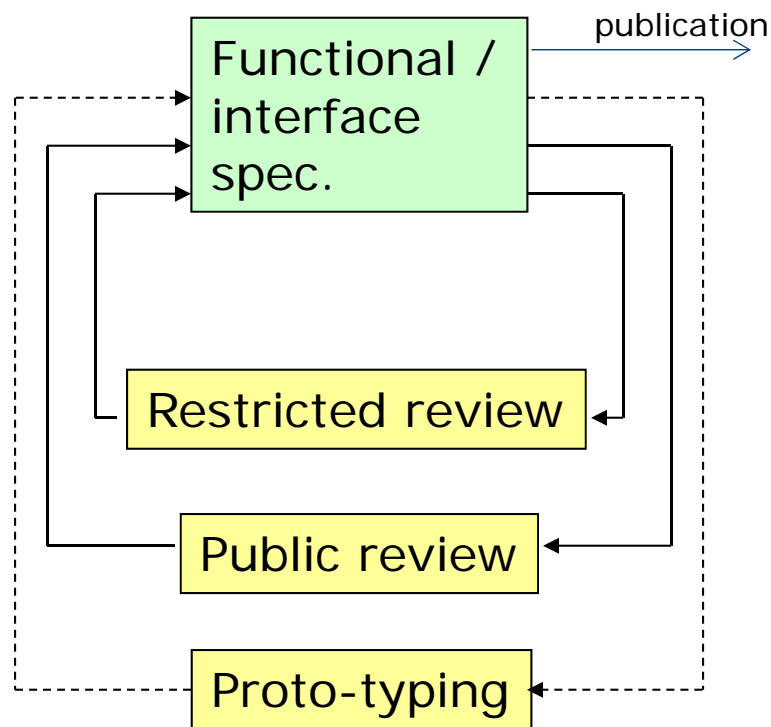 publication
Functional /
interface
spec.
Restricted review
Public review
Proto-typing